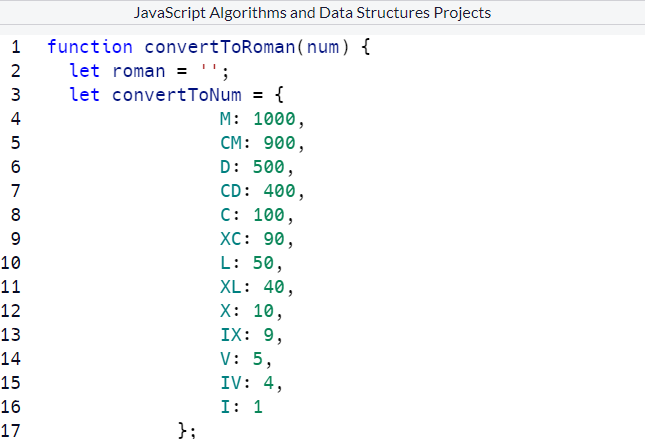 JavaScript Algorithms and Data Structures Projects
1 function convertToRoman(num) {
2 let roman = '';
3 let convertToNum = {
4 M: 1000,
5 CM: 900,
6 D: 500,
7 CD: 400,
8 C: 100,
9 XC: 90,
10 L: 50,
11 XL: 40,
12 X: 10,
13 IX: 9,
14 V: 5,
15 IV: 4,
16 I: 1
17 };